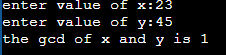 enter value of x:23
enter value of y:45
the gcd of x and y is 1